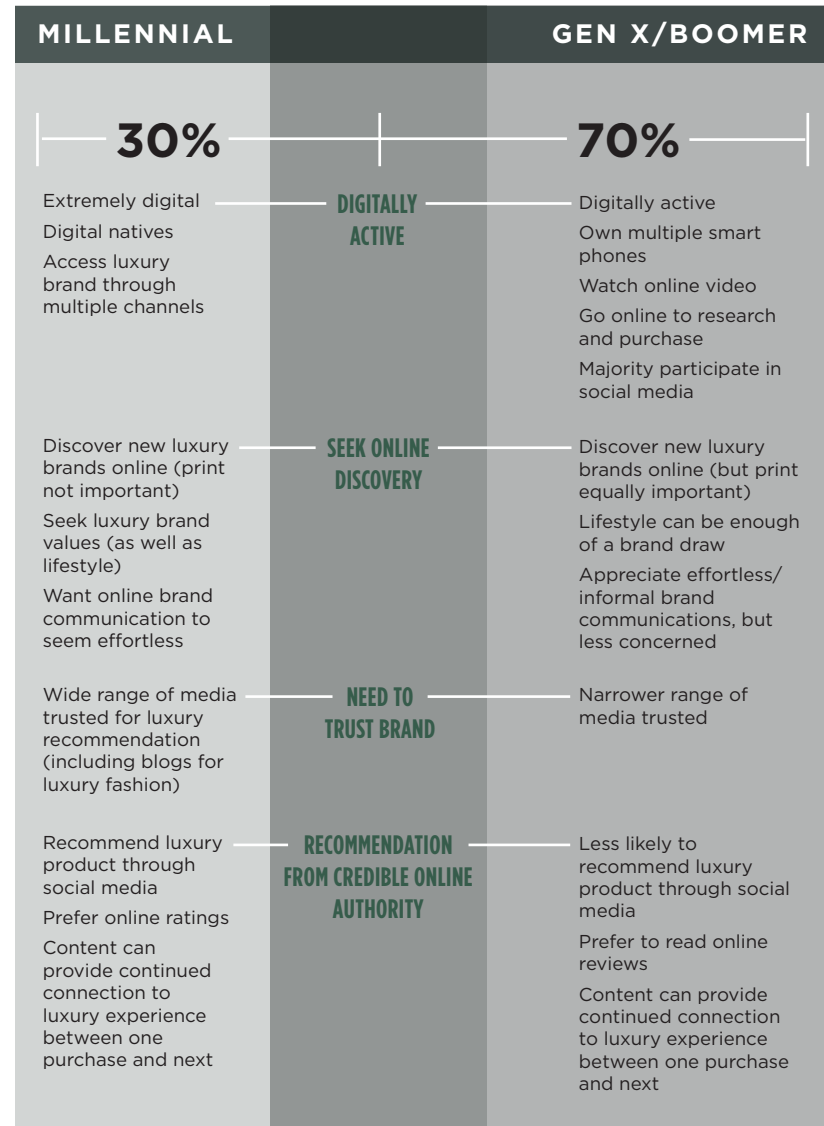 MILLENNIAL
GEN X/BOOMER
30%
70%
Extremely digital
Digital natives
Access luxury
brand through
multiple channels
DIGITALLY
ACTIVE
Digitally active
Own multiple smart
phones
Watch online video
Go online to research
and purchase
Majority participate in
social media
Discover new luxury
brands online (print
not important)
Seek luxury brand
values (as well as
lifestyle)
Want online brand
communication to
seem effortless
SEEK ONLINE
DISCOVERY
Discover new luxury
brands online (but print
equally important)
Lifestyle can be enough
of a brand draw
Appreciate effortless/
informal brand
communications, but
less concerned
Wide range of media
trusted for luxury
recommendation
(including blogs for
luxury fashion)
NEED TO
TRUST BRAND
Narrower range of
media trusted
Recommend luxury
product through
social media
Prefer online ratings
Content can
provide continued
connection to
luxury experience
between one
purchase and next
RECOMMENDATION
FROM CREDIBLE ONLINE
AUTHORITY
Less likely to
recommend luxury
product through social
media
Prefer to read online
reviews
Content can provide
continued connection
to luxury experience
between one purchase
and next